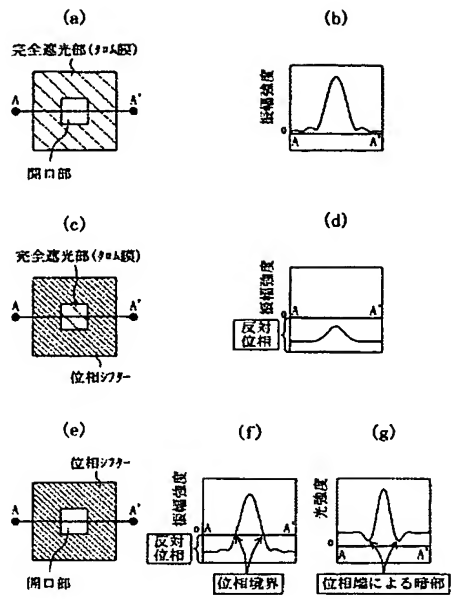 (a)
(b)
完全遮光部(クロム膜)
A
A'
開口部
振幅強度
0
A
A'
(c)
(d)
完全遮光部(クロム膜)
A
A'
位相シフター
振幅強度
0
A
A'
反対
位相
(e)
(f)
(g)
位相シフター
A
A'
開口部
振幅強度
0
A
A'
反対
位相
位相境界
光強度
0
A
A'
位相端による暗部